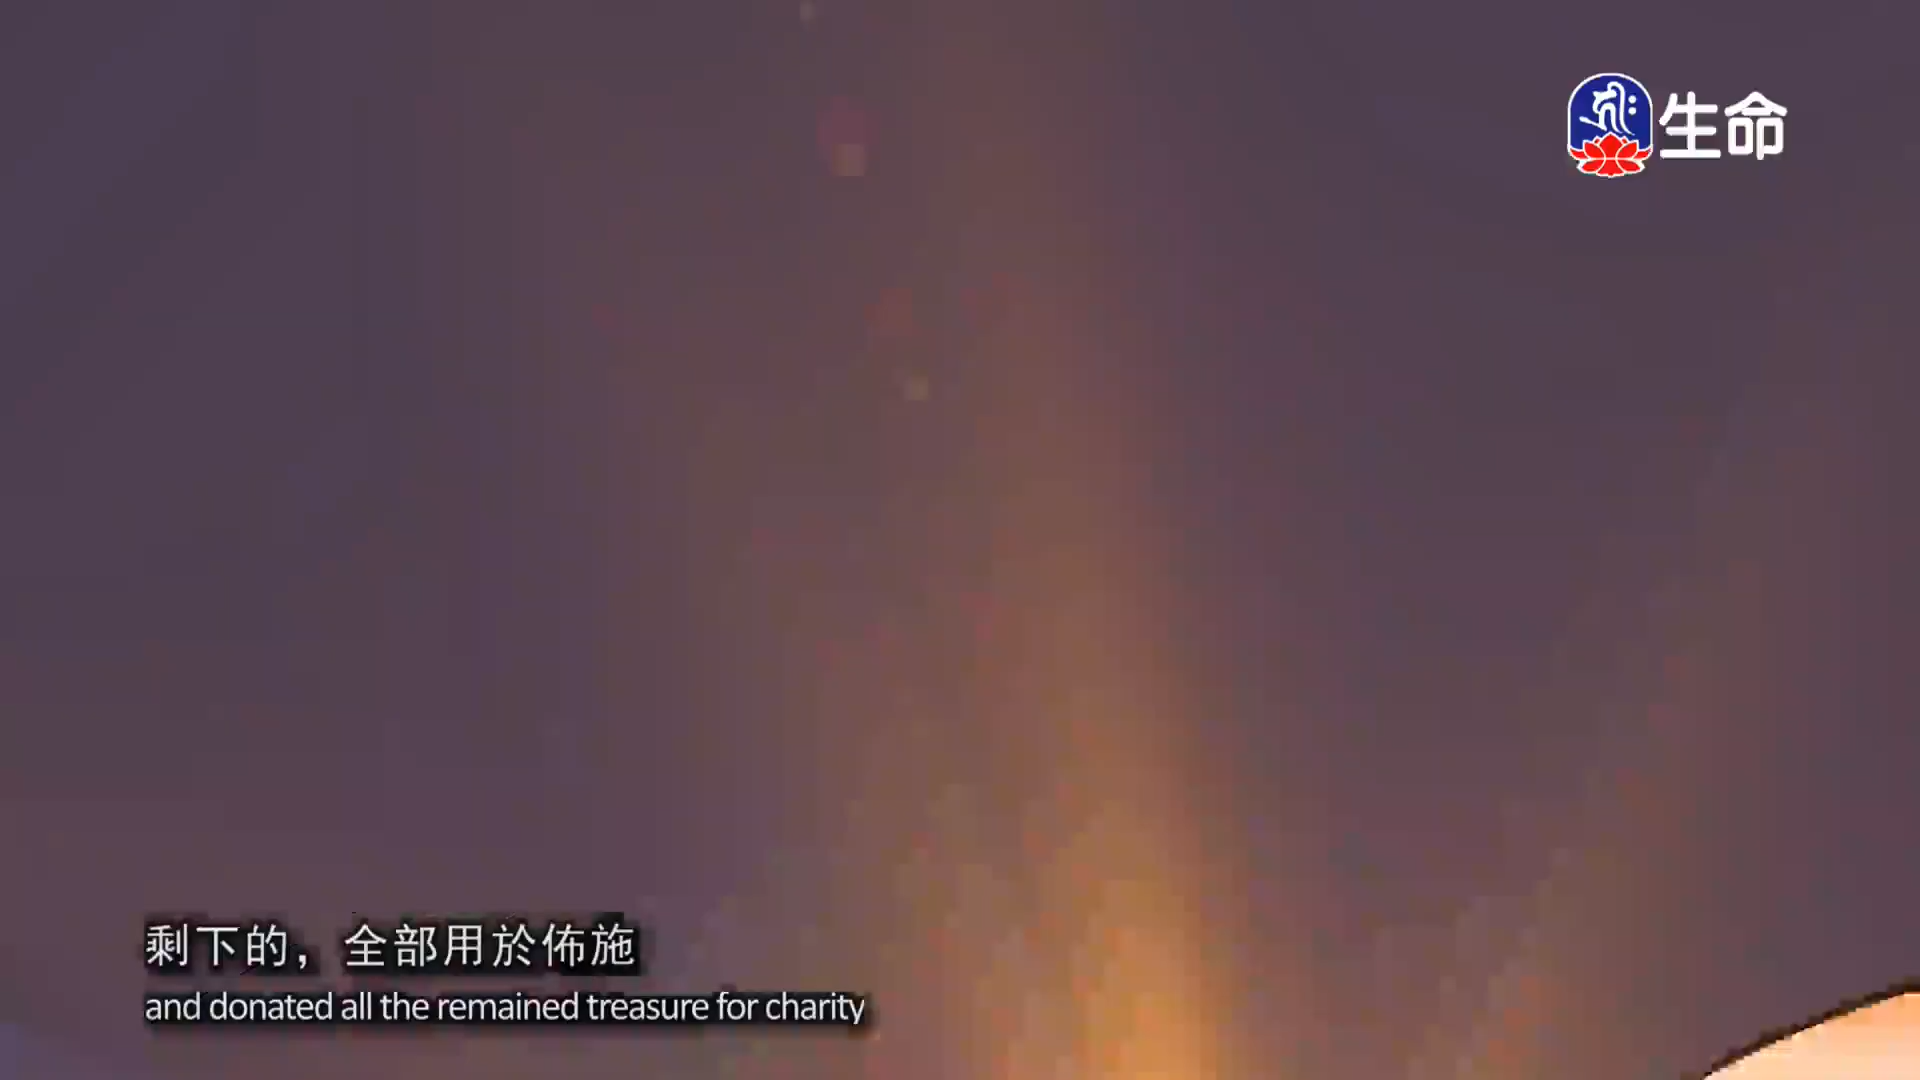 生命
剩下的，全部用於佈施
and donated all the remained treasure for charity